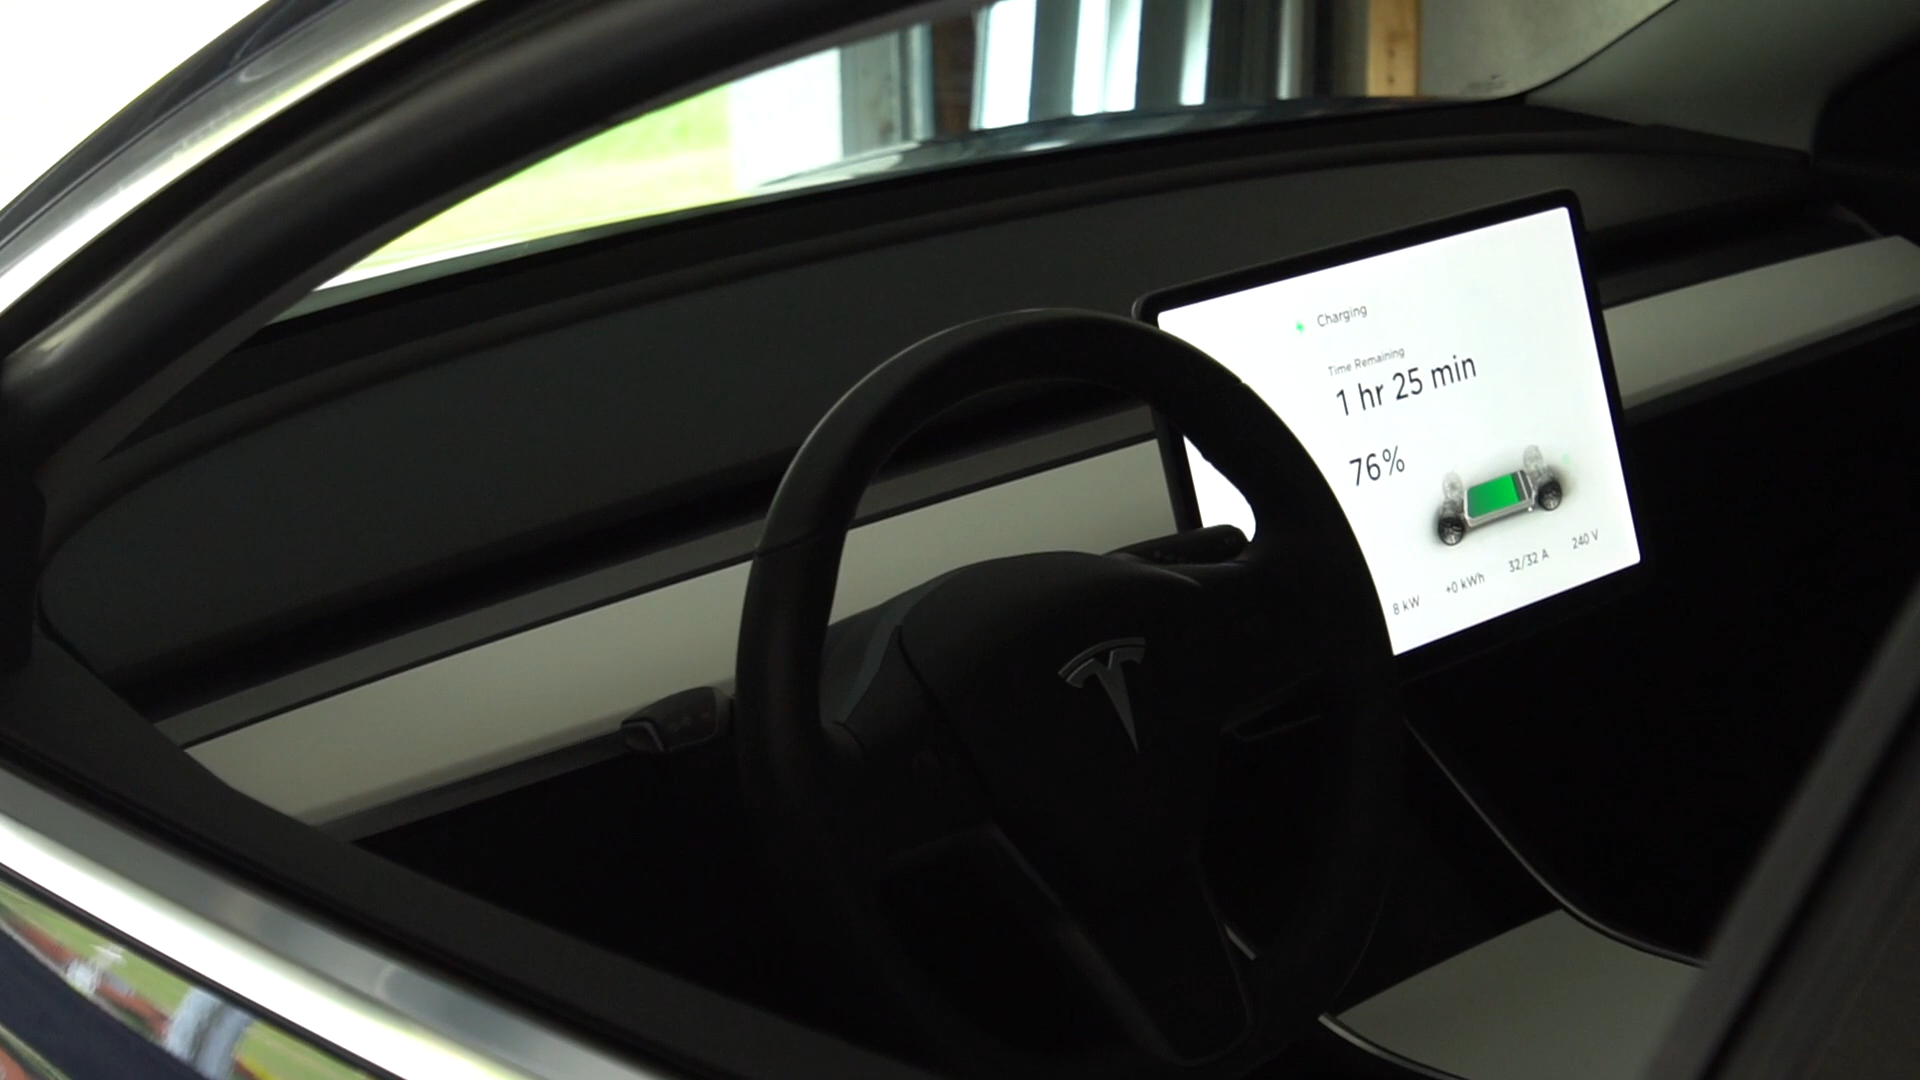 Charging
Time Remaining
1 hr 25 min
76%
8 kW +0 kWh 32/32 A 240 V